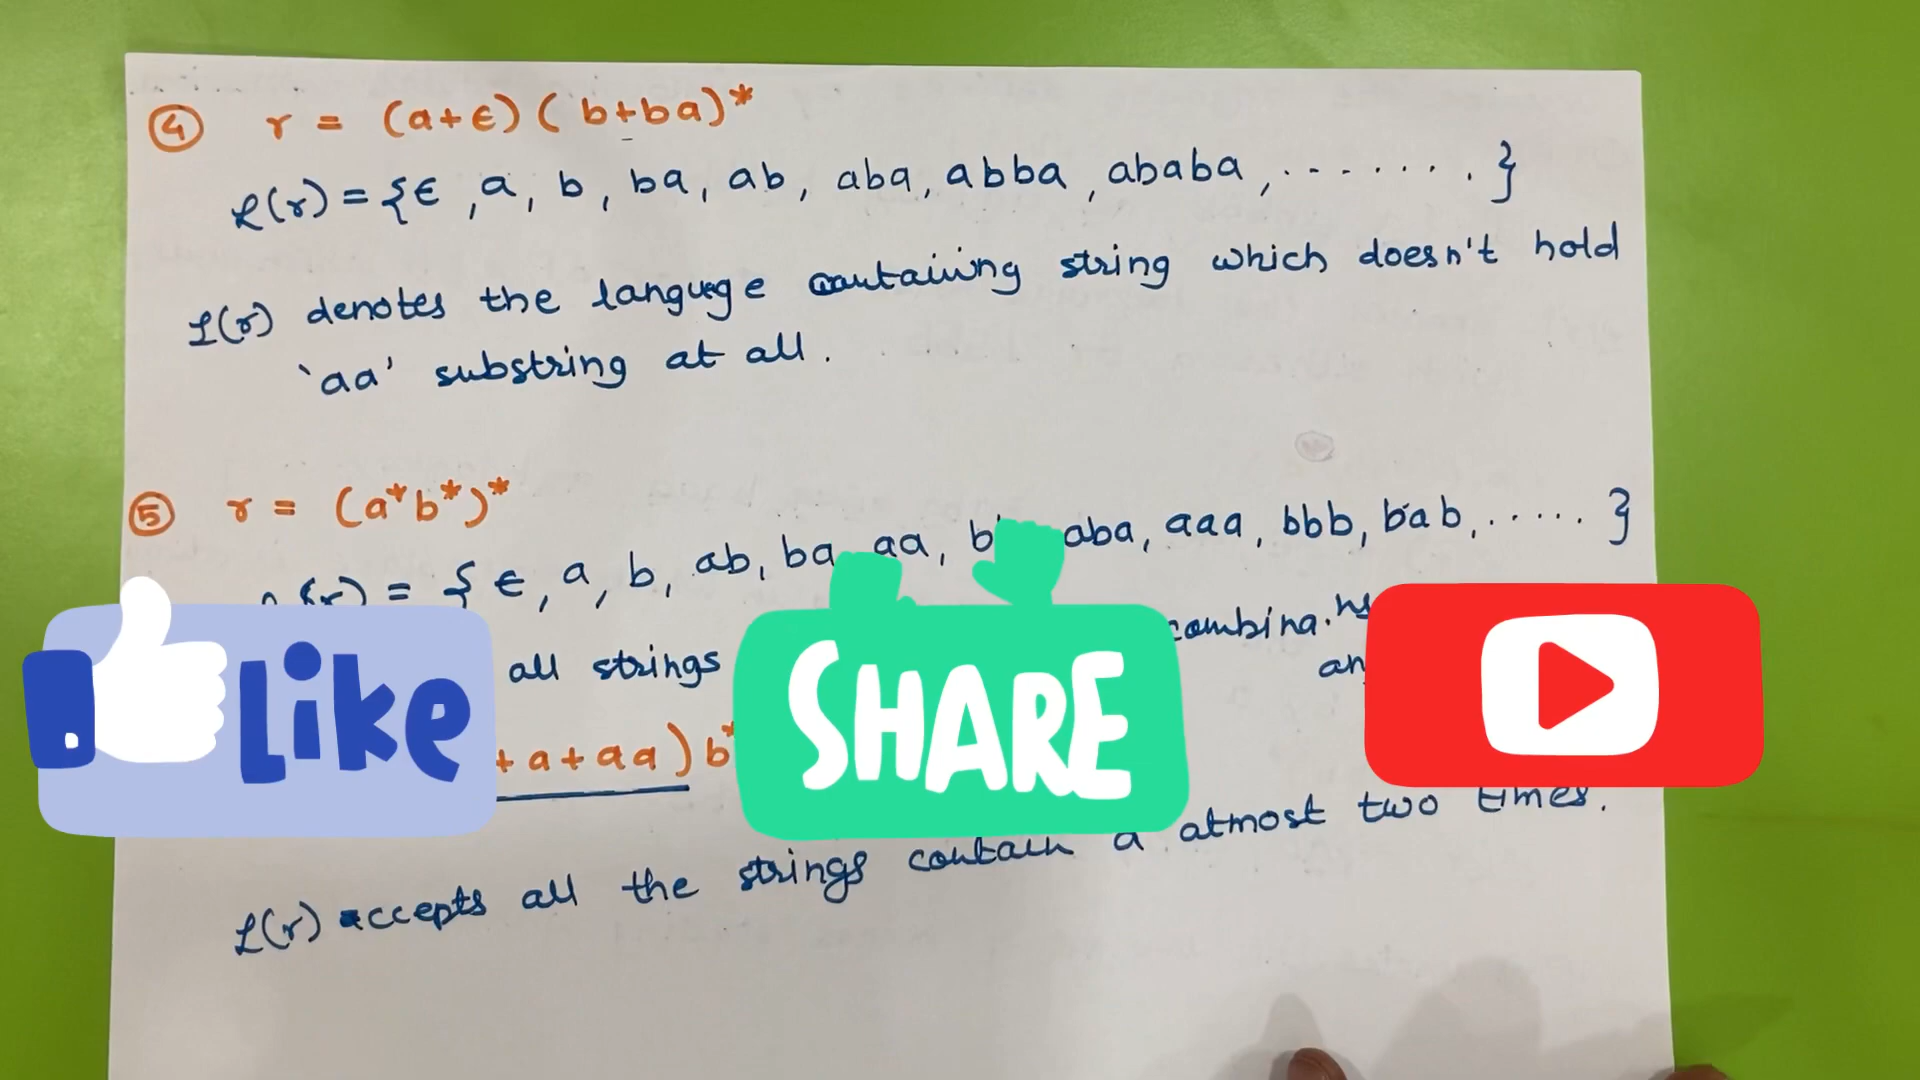 ④ r = (a+ϵ)(b+ba)*
L(r) = {ϵ, a, b, ba, ab, aba, abba, ababa, ....... }
L(r) denotes the languge containing string which doesn't hold
'aa' substring at all.
⑤ r = (a*b*)*
L(r) = {ϵ, a, b, ab, ba, aa, aba, aaa, bbb, bab, ..... }
all strings
Like
SHARE
+ a + aa) b*
L(r) accepts all the strings contain a atmost two times.